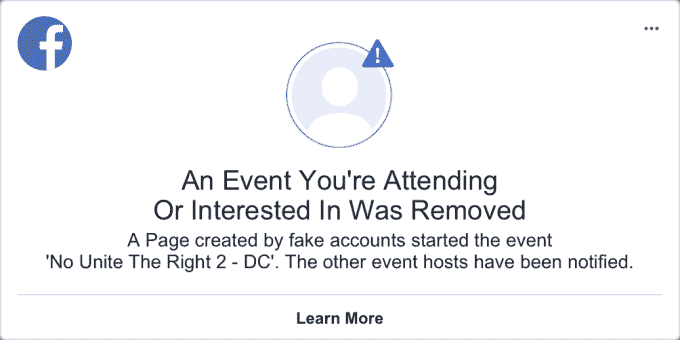 An Event You're Attending
Or Interested In Was Removed
A Page created by fake accounts started the event
'No Unite The Right 2 - DC'. The other event hosts have been notified.
Learn More